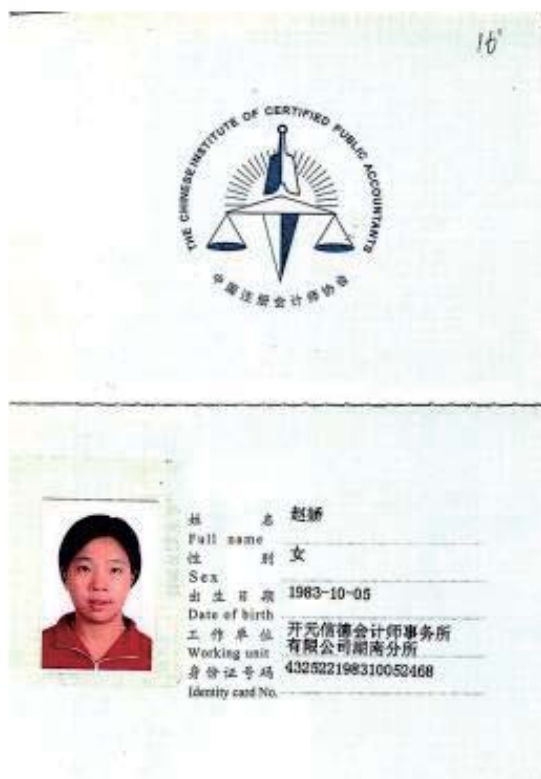 16
THE CHINESE INSTITUTE OF CERTIFIED PUBLIC ACCOUNTANTS
中国注册会计师协会
姓 名 赵娇
Full name
性 别 女
Sex
出 生 日 期 1983-10-05
Date of birth
工 作 单 位 开元信德会计师事务所
Working unit 有限公司湖南分所
身 份 证 号 码 432522198310052468
Identity card No.